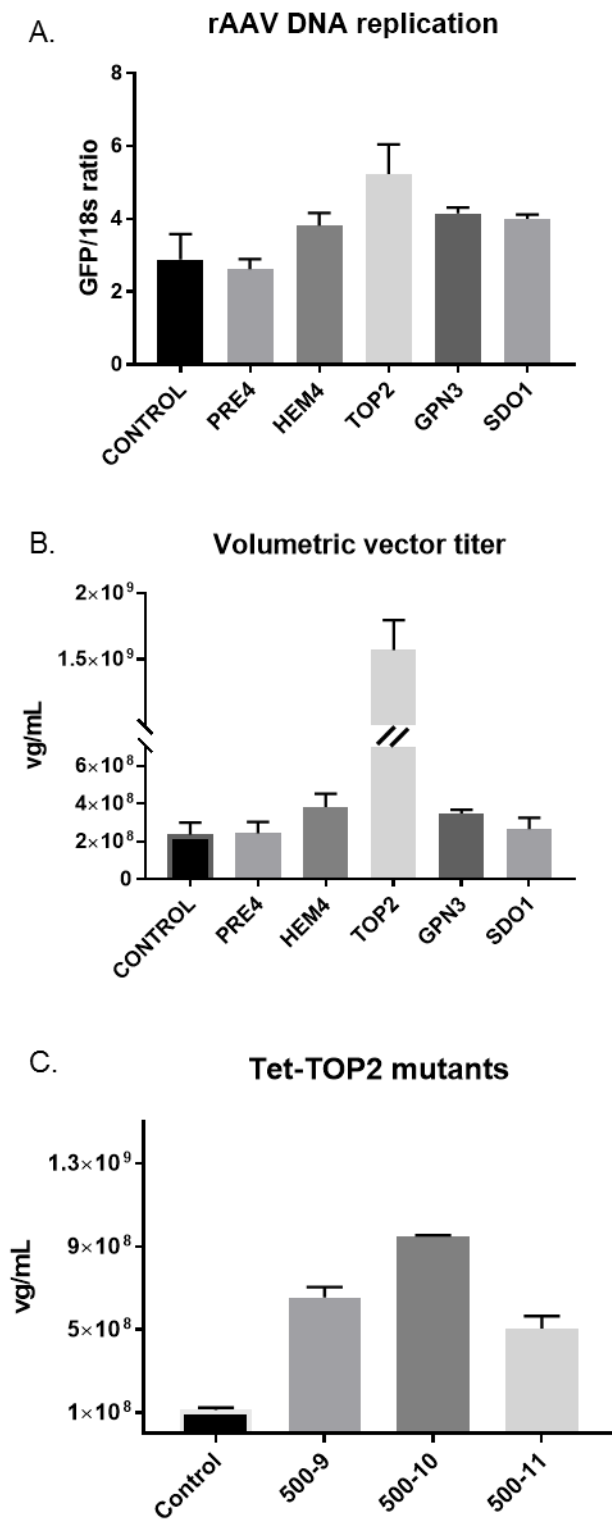 A.
rAAV DNA replication
GFP/18s ratio
8
6
4
2
0
CONTROL
PRE4
HEM4
TOP2
GPN3
SDO1
B.
Volumetric vector titer
vg/mL
2×10⁹
1.5×10⁹
6×10⁸
4×10⁸
2×10⁸
0
CONTROL
PRE4
HEM4
TOP2
GPN3
SDO1
C.
Tet-TOP2 mutants
vg/mL
1.3×10⁹
9×10⁸
5×10⁸
1×10⁸
Control
500-9
500-10
500-11